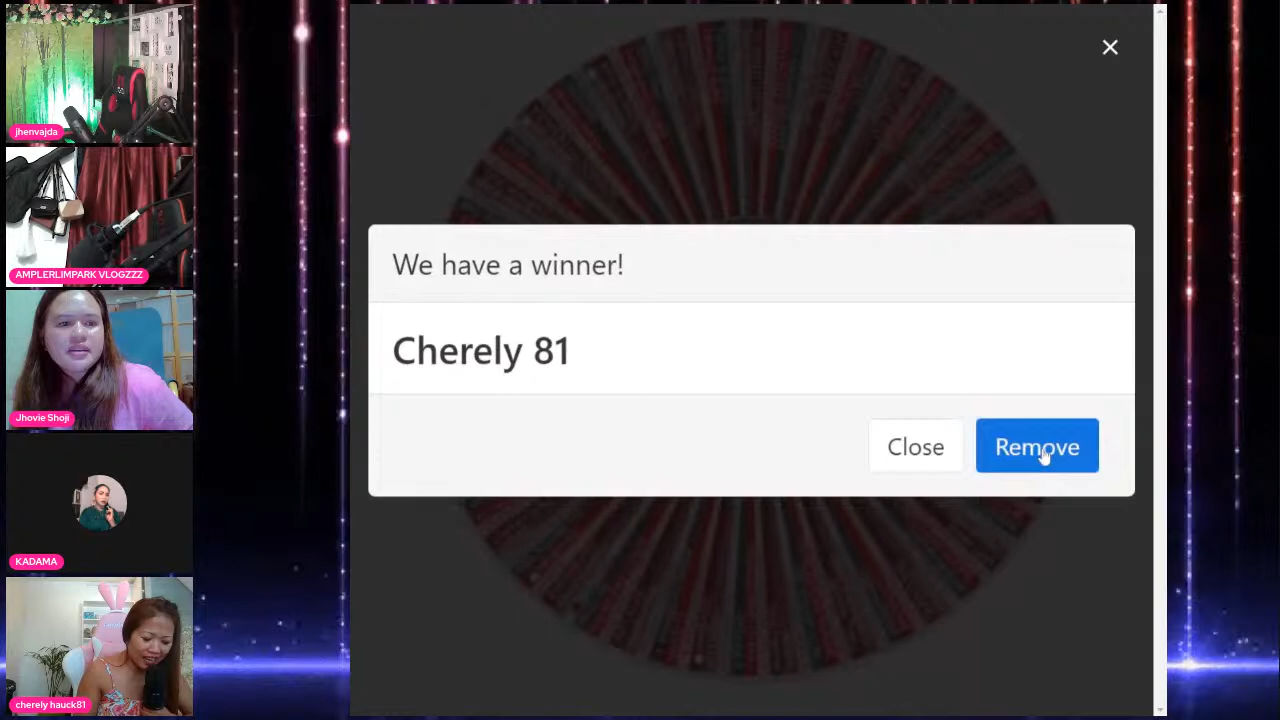 jhenvajda
AMPLERLIMPARK VLOGZZZ
Jhovie Shoji
KADAMA
cherely hauck81
We have a winner!
Cherely 81
Close
Remove